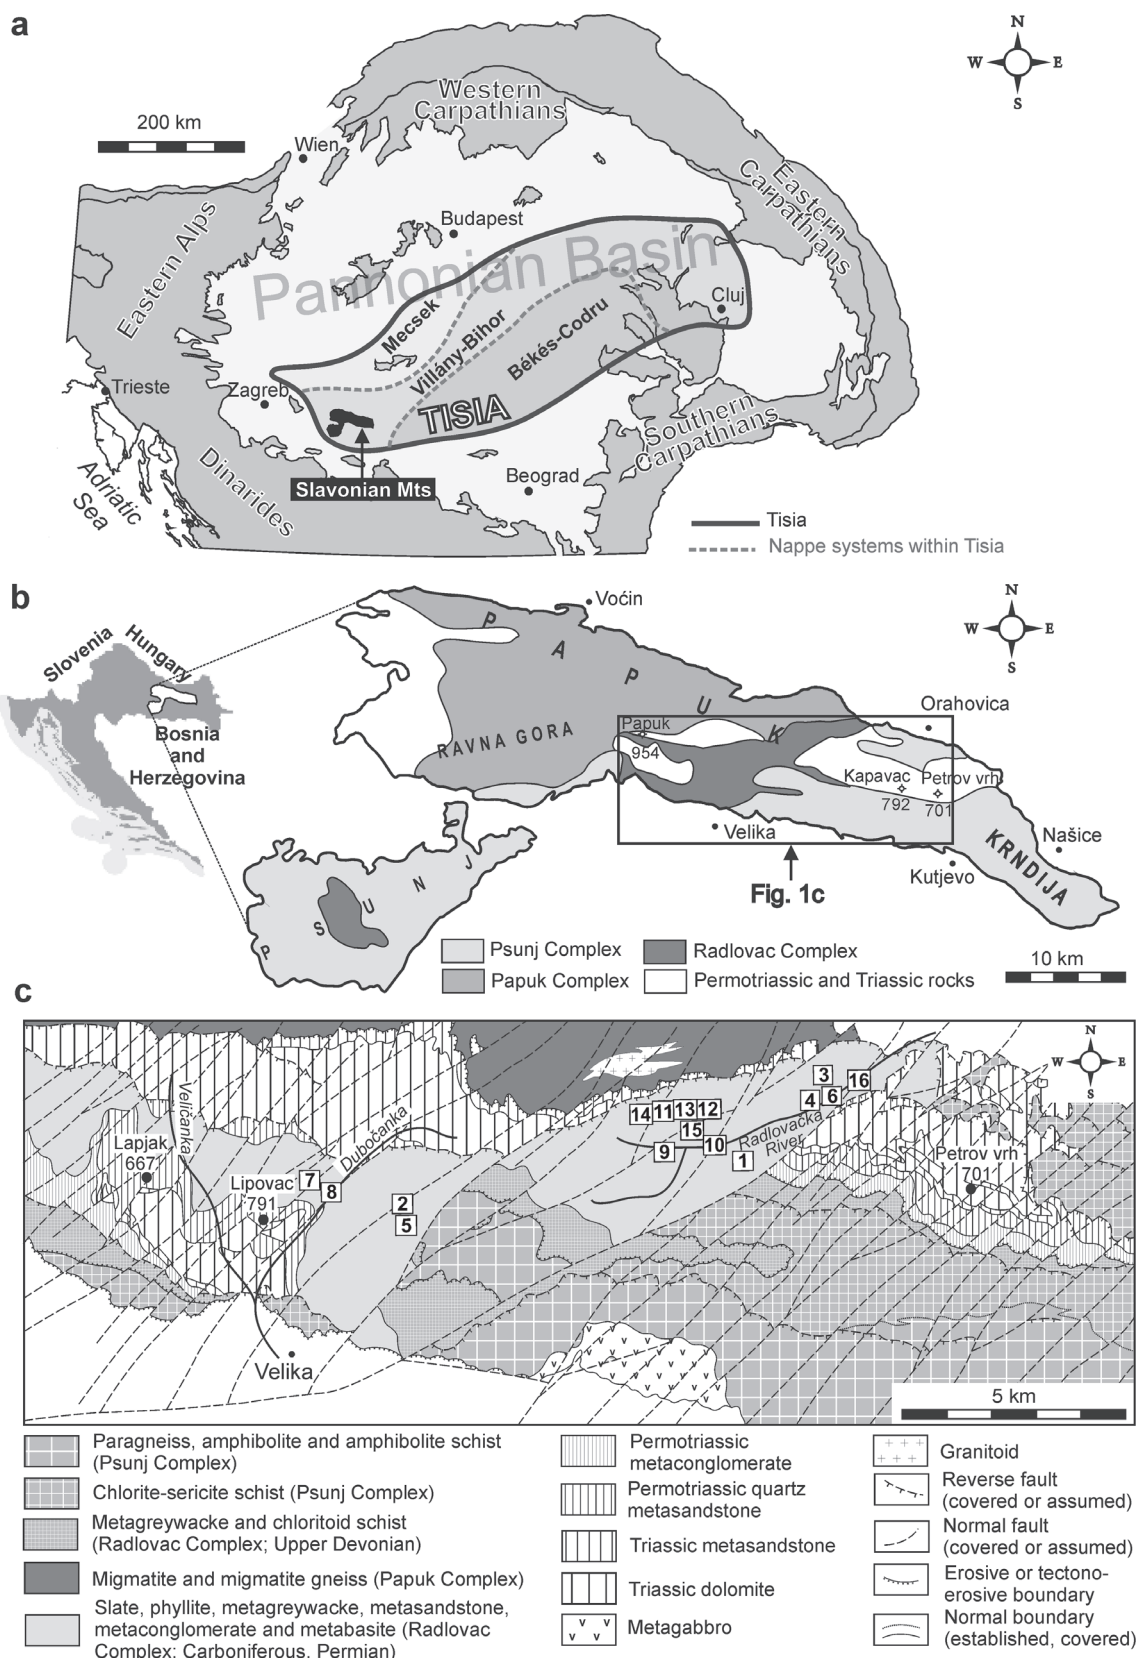 a
N
W E
S
200 km
Western
Carpathians
Wien
Eastern
Carpathians
Eastern Alps
Budapest
Pannonian Basin
Cluj
Mecsek
Villány-Bihor
Békés-Codru
Trieste
Zagreb
TISIA
Southern
Carpathians
Dinarides
Adriatic
Sea
Slavonian Mts
Beograd
Tisia
Nappe systems within Tisia
b
N
W E
S
Slovenia
Hungary
Bosnia
and
Herzegovina
Voćin
PAPUK
RAVNA GORA
Papuk
954
Orahovica
Kapavac
792
Petrov vrh
701
Velika
Našice
Kutjevo
KRNDIJA
Fig. 1c
PSUNJ
Psunj Complex
Radlovac Complex
Papuk Complex
Permotriassic and Triassic rocks
10 km
c
N
W E
S
Veličanka
Lapjak
667
Lipovac
791
Dubočanka
7
8
2
5
14 11 13 12
15
9
10
1
3
4 6
16
Radlovačka
River
Petrov vrh
701
Velika
5 km
Paragneiss, amphibolite and amphibolite schist
(Psunj Complex)
Chlorite-sericite schist (Psunj Complex)
Metagreywacke and chloritoid schist
(Radlovac Complex; Upper Devonian)
Migmatite and migmatite gneiss (Papuk Complex)
Slate, phyllite, metagreywacke, metasandstone,
metaconglomerate and metabasite (Radlovac
Complex; Carboniferous, Permian)
Permotriassic
metaconglomerate
Permotriassic quartz
metasandstone
Triassic metasandstone
Triassic dolomite
Metagabbro
Granitoid
Reverse fault
(covered or assumed)
Normal fault
(covered or assumed)
Erosive or tectono-
erosive boundary
Normal boundary
(established, covered)